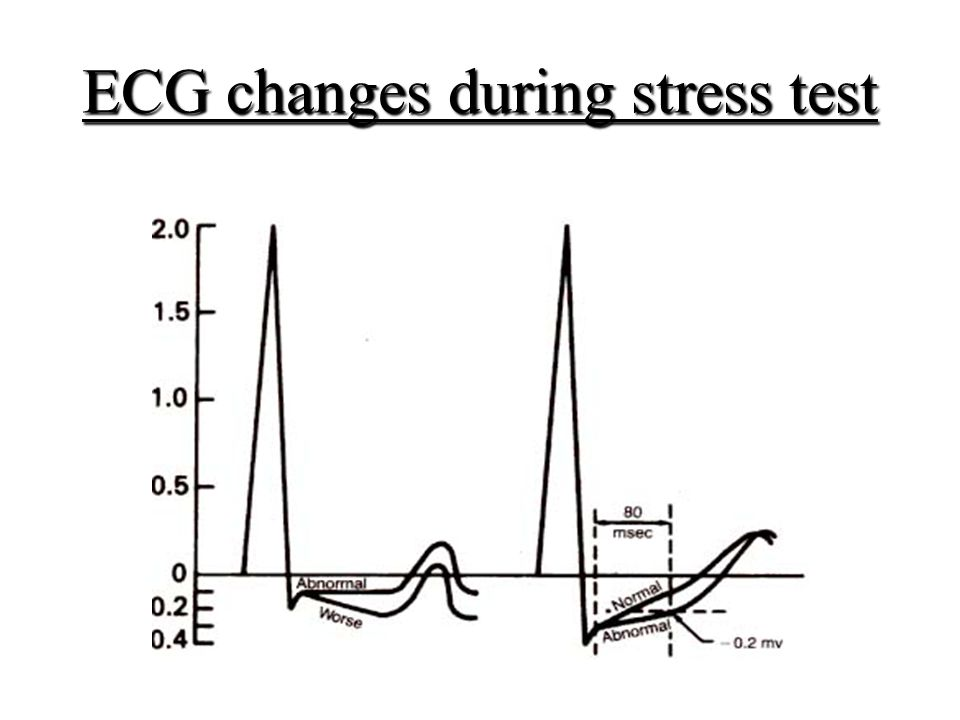 ECG changes during stress test
2.0
1.5
1.0
0.5
80
msec
0
Abnormal
Normal
0.2
Worse
Abnormal
0.4
- 0.2 mv